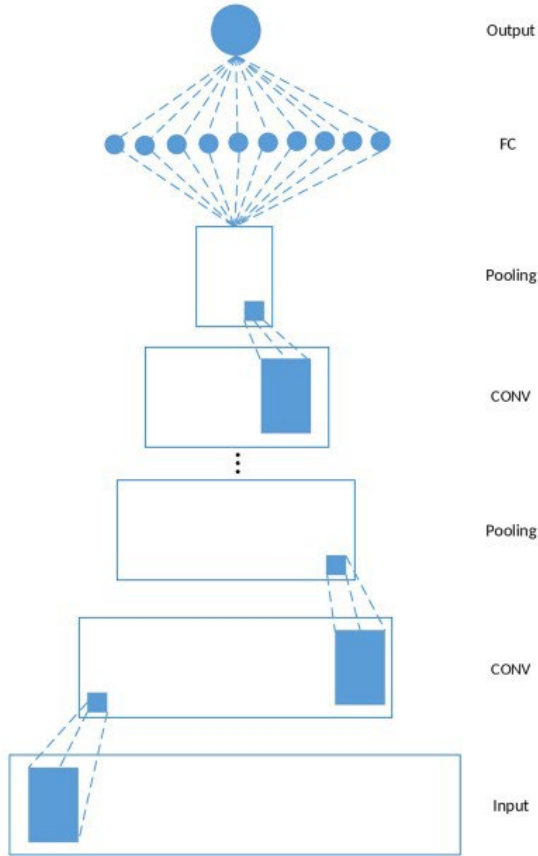 Output
FC
Pooling
CONV
Pooling
CONV
Input